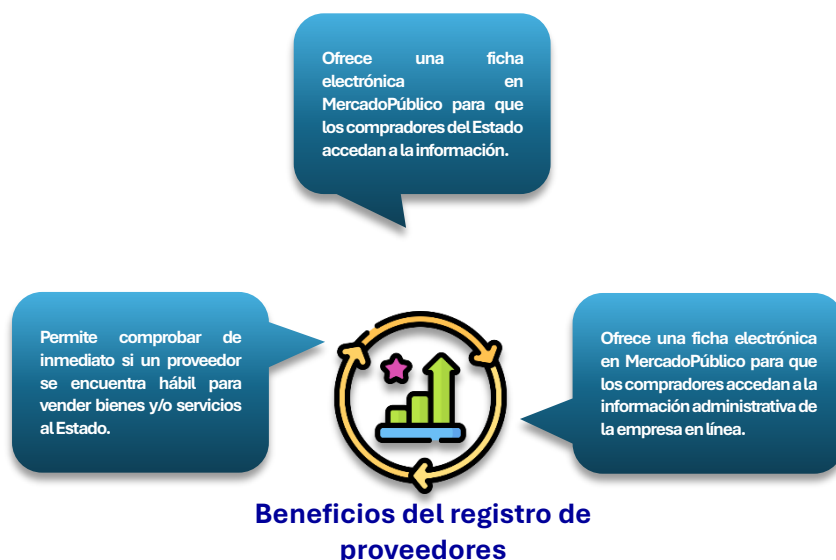 Ofrece una ficha
electrónica en
MercadoPúblico para que
los compradores del Estado
accedan a la información.
Permite comprobar de
inmediato si un proveedor
se encuentra hábil para
vender bienes y/o servicios
al Estado.
Ofrece una ficha electrónica
en MercadoPúblico para que
los compradores accedan a la
información administrativa de
la empresa en línea.
Beneficios del registro de
proveedores